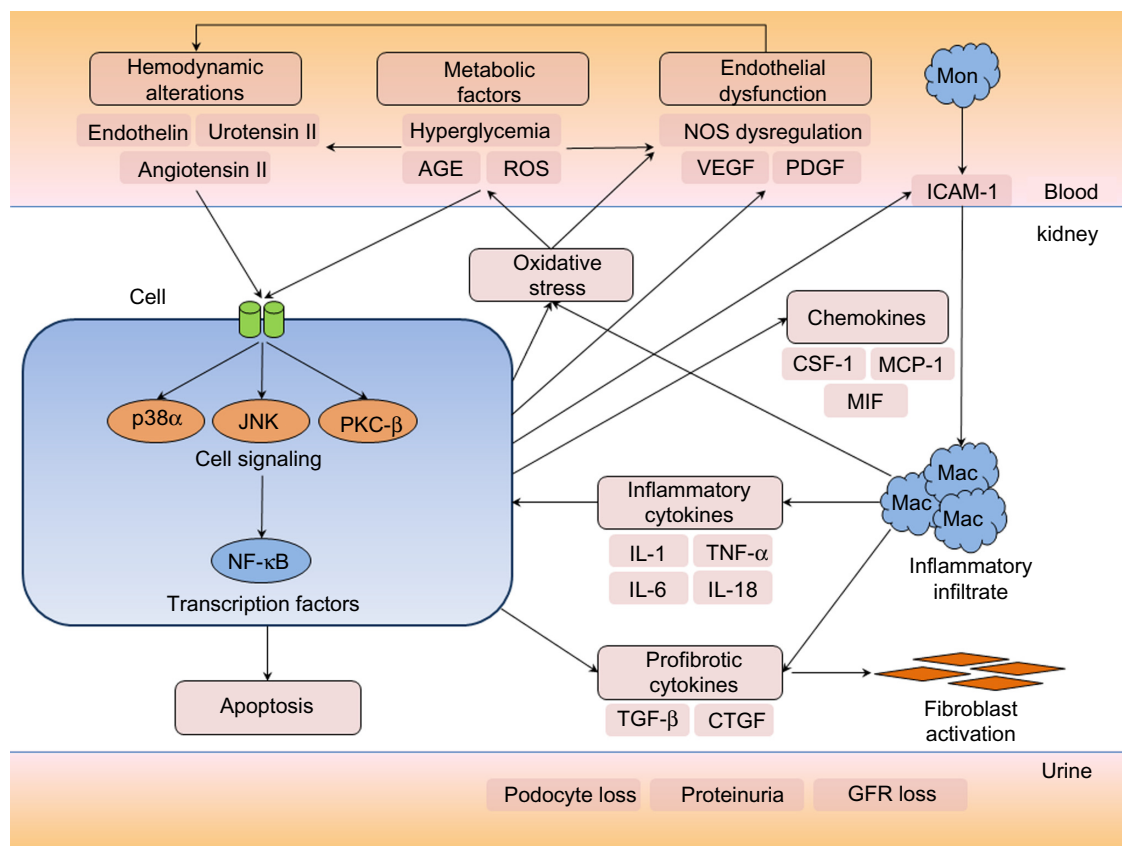 Hemodynamic
alterations
Metabolic
factors
Endothelial
dysfunction
Mon
Endothelin
Urotensin II
Angiotensin II
Hyperglycemia
AGE
ROS
NOS dysregulation
VEGF
PDGF
ICAM-1
Blood
kidney
Oxidative
stress
Cell
Chemokines
CSF-1
MCP-1
MIF
p38α
JNK
PKC-β
Cell signaling
NF-κB
Transcription factors
Inflammatory
cytokines
IL-1
TNF-α
IL-6
IL-18
Mac
Mac
Mac
Inflammatory
infiltrate
Apoptosis
Profibrotic
cytokines
TGF-β
CTGF
Fibroblast
activation
Urine
Podocyte loss
Proteinuria
GFR loss